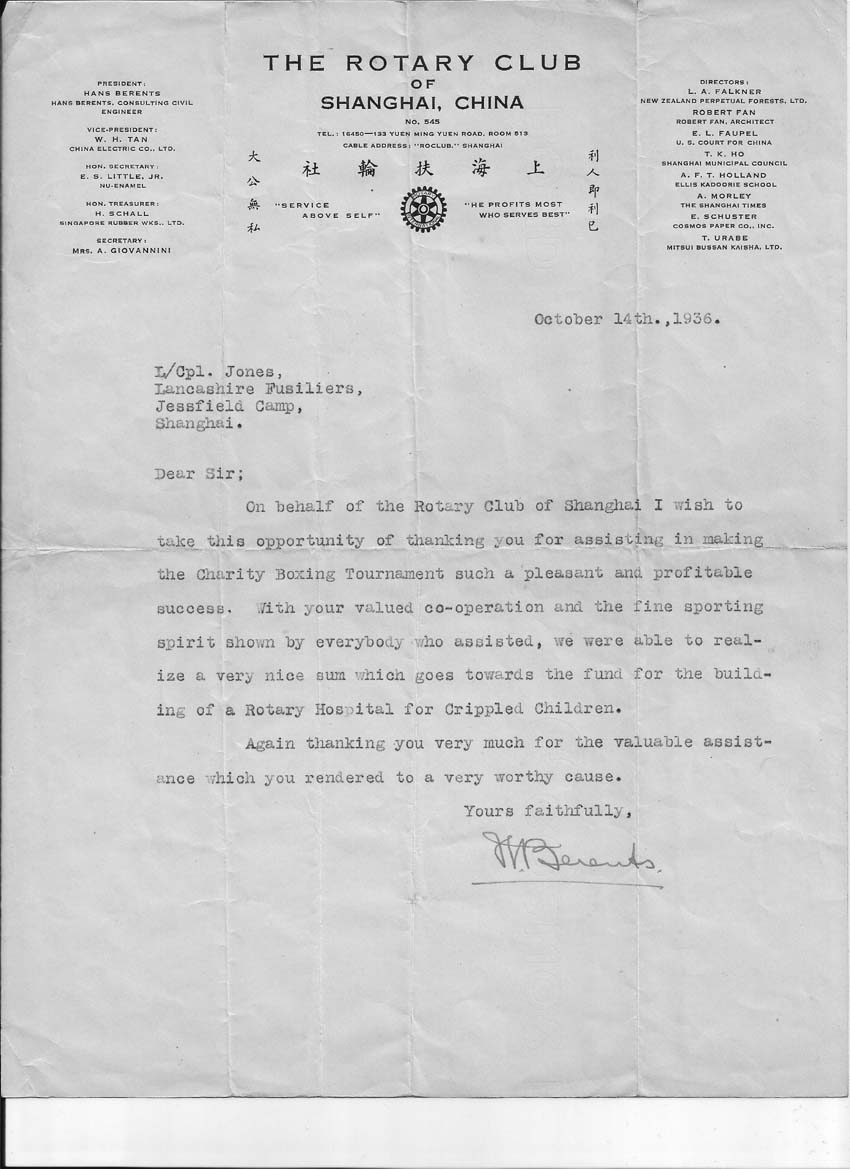 THE ROTARY CLUB
OF
SHANGHAI, CHINA
NO. 545
TEL.: 16450—133 YUEN MING YUEN ROAD, ROOM 513
CABLE ADDRESS: "ROCLUB," SHANGHAI
社輪扶海上
大公無私
利人即利己
"SERVICE
ABOVE SELF"
"HE PROFITS MOST
WHO SERVES BEST"
PRESIDENT:
HANS BERENTS
HANS BERENTS, CONSULTING CIVIL
ENGINEER
VICE-PRESIDENT:
W. H. TAN
CHINA ELECTRIC CO., LTD.
HON. SECRETARY:
E. S. LITTLE, JR.
NU-ENAMEL
HON. TREASURER:
H. SCHALL
SINGAPORE RUBBER WKS., LTD.
SECRETARY:
MRS. A. GIOVANNINI
DIRECTORS:
L. A. FALKNER
NEW ZEALAND PERPETUAL FORESTS, LTD.
ROBERT FAN
ROBERT FAN, ARCHITECT
E. L. FAUPEL
U. S. COURT FOR CHINA
T. K. HO
SHANGHAI MUNICIPAL COUNCIL
A. F. T. HOLLAND
ELLIS KADOORIE SCHOOL
A. MORLEY
THE SHANGHAI TIMES
E. SCHUSTER
COSMOS PAPER CO., INC.
T. URABE
MITSUI BUSSAN KAISHA, LTD.
October 14th.,1936.
L/Cpl. Jones,
Lancashire Fusiliers,
Jessfield Camp,
Shanghai.
Dear Sir;
On behalf of the Rotary Club of Shanghai I wish to
take this opportunity of thanking you for assisting in making
the Charity Boxing Tournament such a pleasant and profitable
success. With your valued co-operation and the fine sporting
spirit shown by everybody who assisted, we were able to real-
ize a very nice sum which goes towards the fund for the build-
ing of a Rotary Hospital for Crippled Children.
Again thanking you very much for the valuable assist-
ance which you rendered to a very worthy cause.
Yours faithfully,
H. Berents.